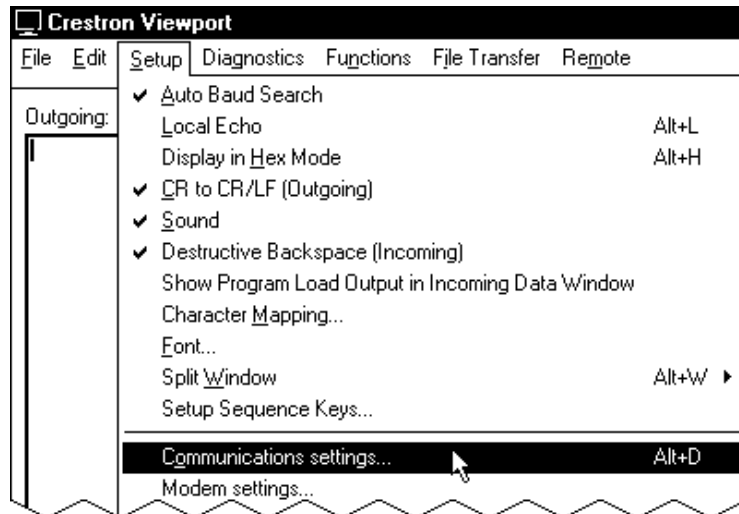 Crestron Viewport
File Edit Setup Diagnostics Functions File Transfer Remote
Outgoing:
✓ Auto Baud Search
Local Echo Alt+L
Display in Hex Mode Alt+H
✓ CR to CR/LF (Outgoing)
✓ Sound
✓ Destructive Backspace (Incoming)
Show Program Load Output in Incoming Data Window
Character Mapping...
Font...
Split Window Alt+W
Setup Sequence Keys...
Communications settings... Alt+D
Modem settings...